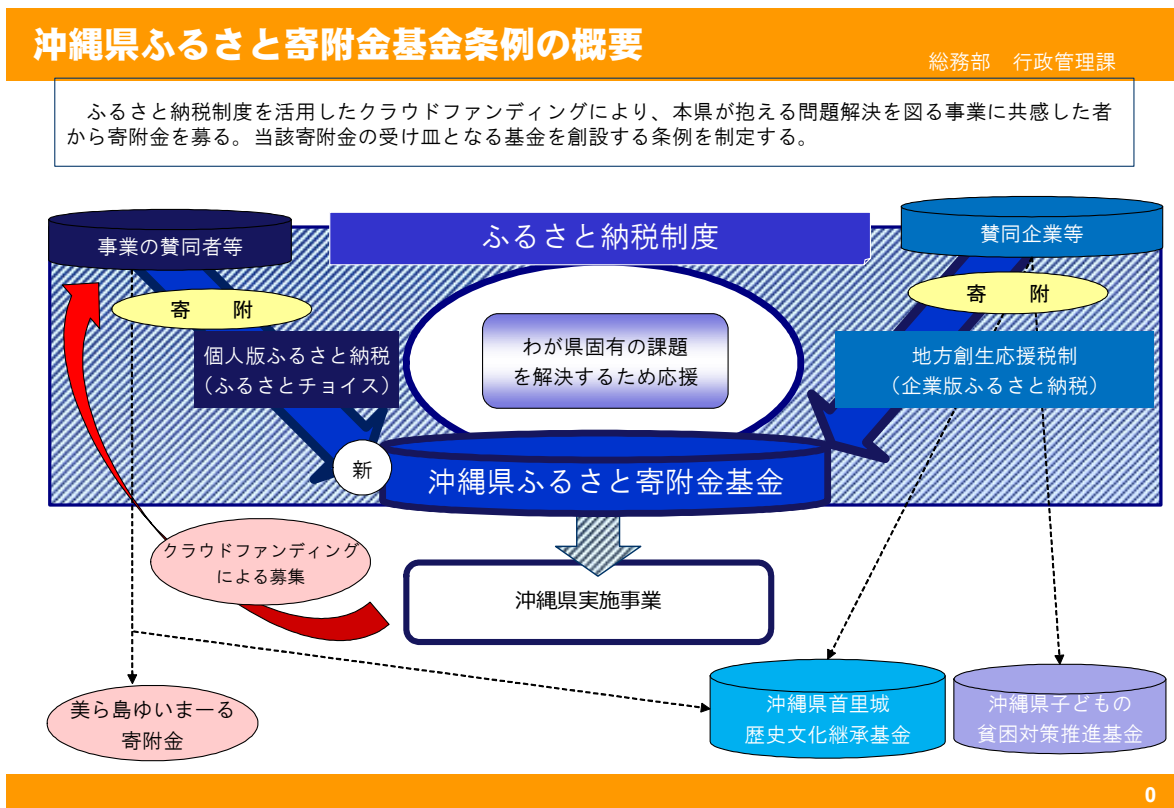 沖縄県ふるさと寄附金基金条例の概要
総務部　行政管理課
ふるさと納税制度を活用したクラウドファンディングにより、本県が抱える問題解決を図る事業に共感した者
から寄附金を募る。当該寄附金の受け皿となる基金を創設する条例を制定する。
事業の賛同者等
ふるさと納税制度
賛同企業等
寄　附
寄　附
個人版ふるさと納税
（ふるさとチョイス）
わが県固有の課題
を解決するため応援
地方創生応援税制
（企業版ふるさと納税）
新
沖縄県ふるさと寄附金基金
クラウドファンディング
による募集
沖縄県実施事業
美ら島ゆいまーる
寄附金
沖縄県首里城
歴史文化継承基金
沖縄県子どもの
貧困対策推進基金
0